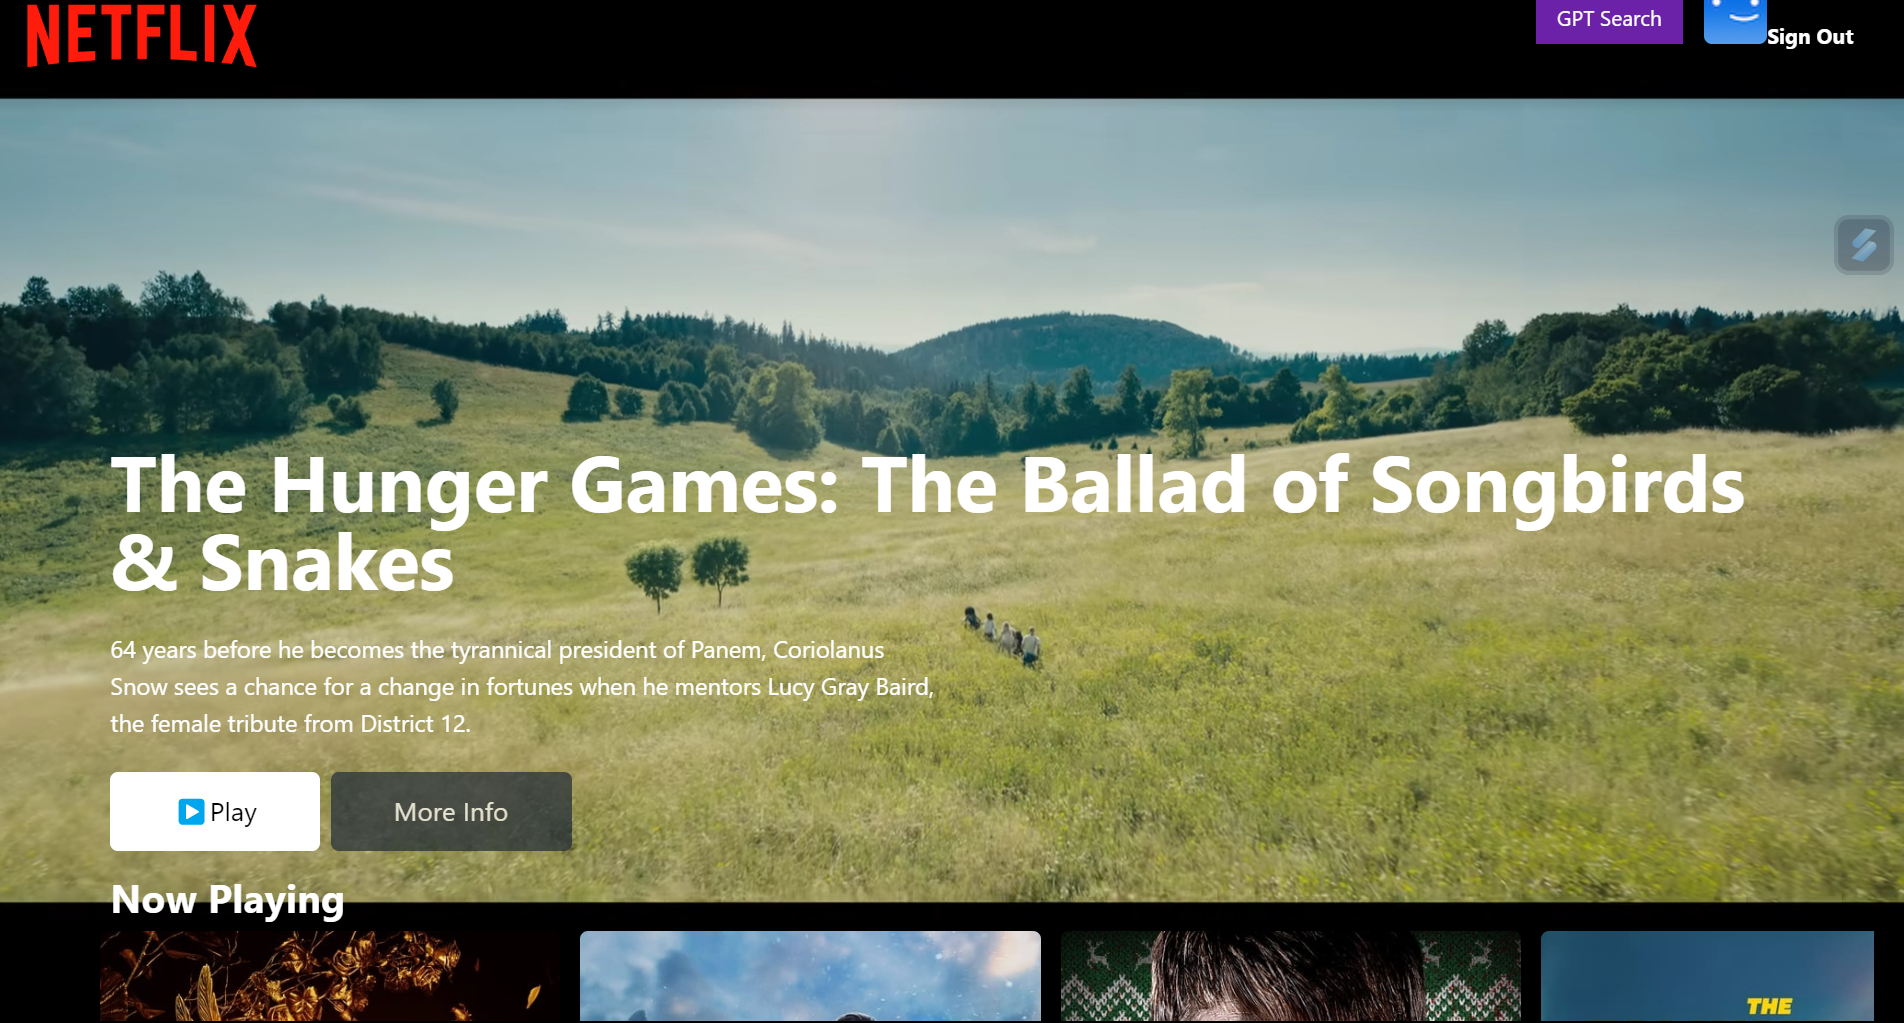 NETFLIX
GPT Search
Sign Out
The Hunger Games: The Ballad of Songbirds
& Snakes
64 years before he becomes the tyrannical president of Panem, Coriolanus
Snow sees a chance for a change in fortunes when he mentors Lucy Gray Baird,
the female tribute from District 12.
Play
More Info
Now Playing
THE